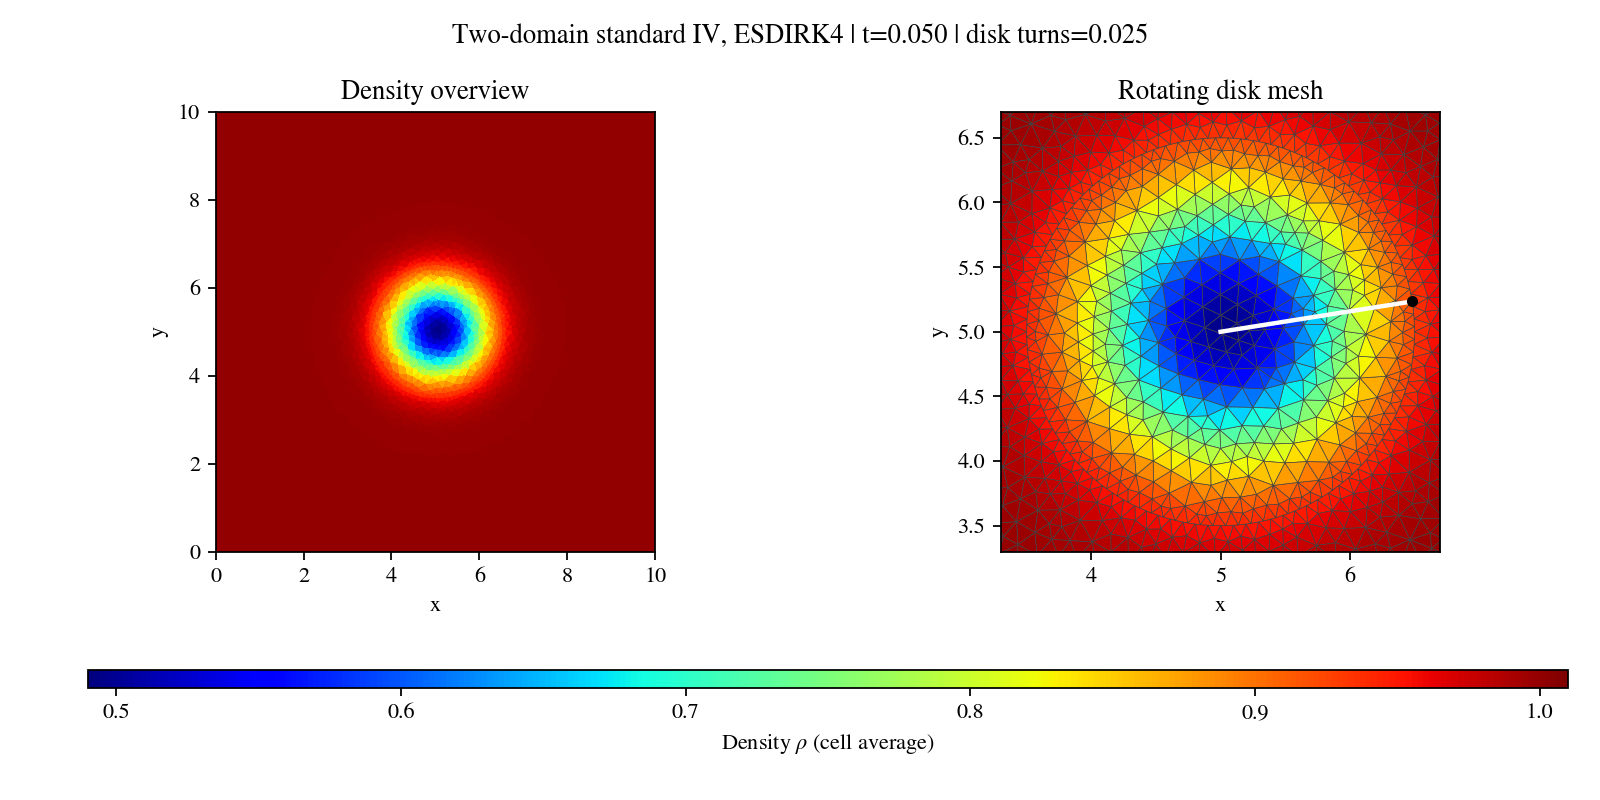 Two-domain standard IV, ESDIRK4 | t=0.050 | disk turns=0.025
Density overview
10
8
6
4
2
0
y
0 2 4 6 8 10
x
Rotating disk mesh
6.5
6.0
5.5
5.0
4.5
4.0
3.5
y
4 5 6
x
0.5 0.6 0.7 0.8 0.9 1.0
Density ρ (cell average)